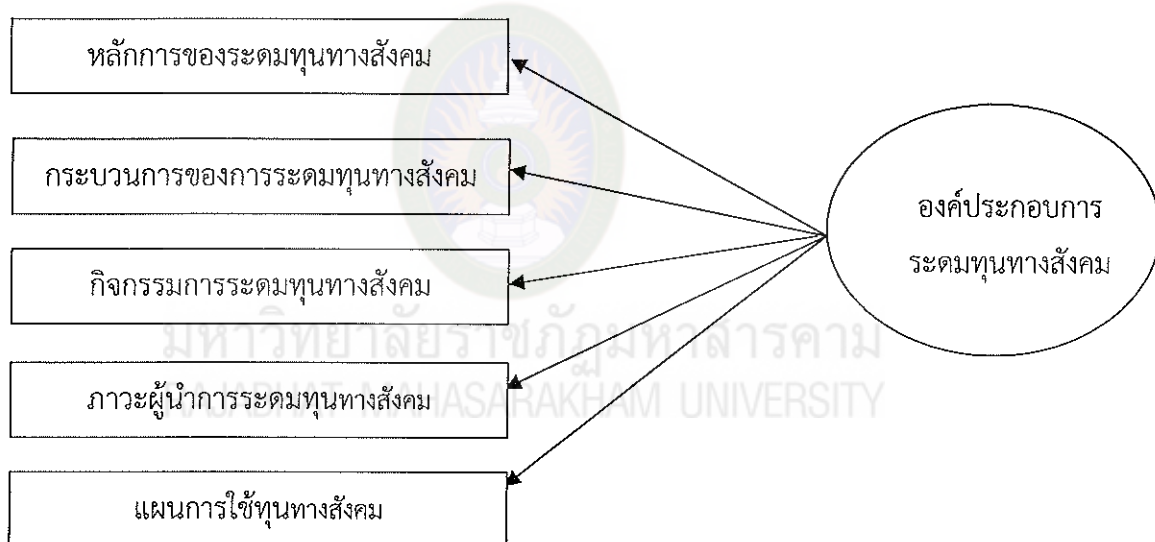 หลักการของระดมทุนทางสังคม
กระบวนการของการระดมทุนทางสังคม
กิจกรรมการระดมทุนทางสังคม
ภาวะผู้นำการระดมทุนทางสังคม
แผนการใช้ทุนทางสังคม
องค์ประกอบการ
ระดมทุนทางสังคม
มหาวิทยาลัยราชภัฏมหาสารคาม
RAJABHAT MAHASARAKHAM UNIVERSITY